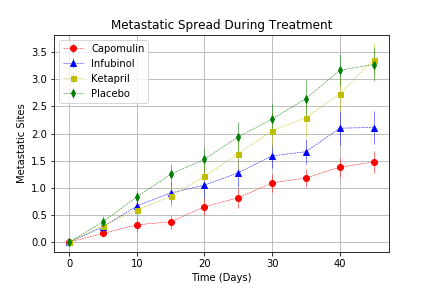 Metastatic Spread During Treatment
Capomulin
Infubinol
Ketapril
Placebo
3.5
3.0
2.5
2.0
1.5
1.0
0.5
0.0
Metastatic Sites
0 10 20 30 40
Time (Days)